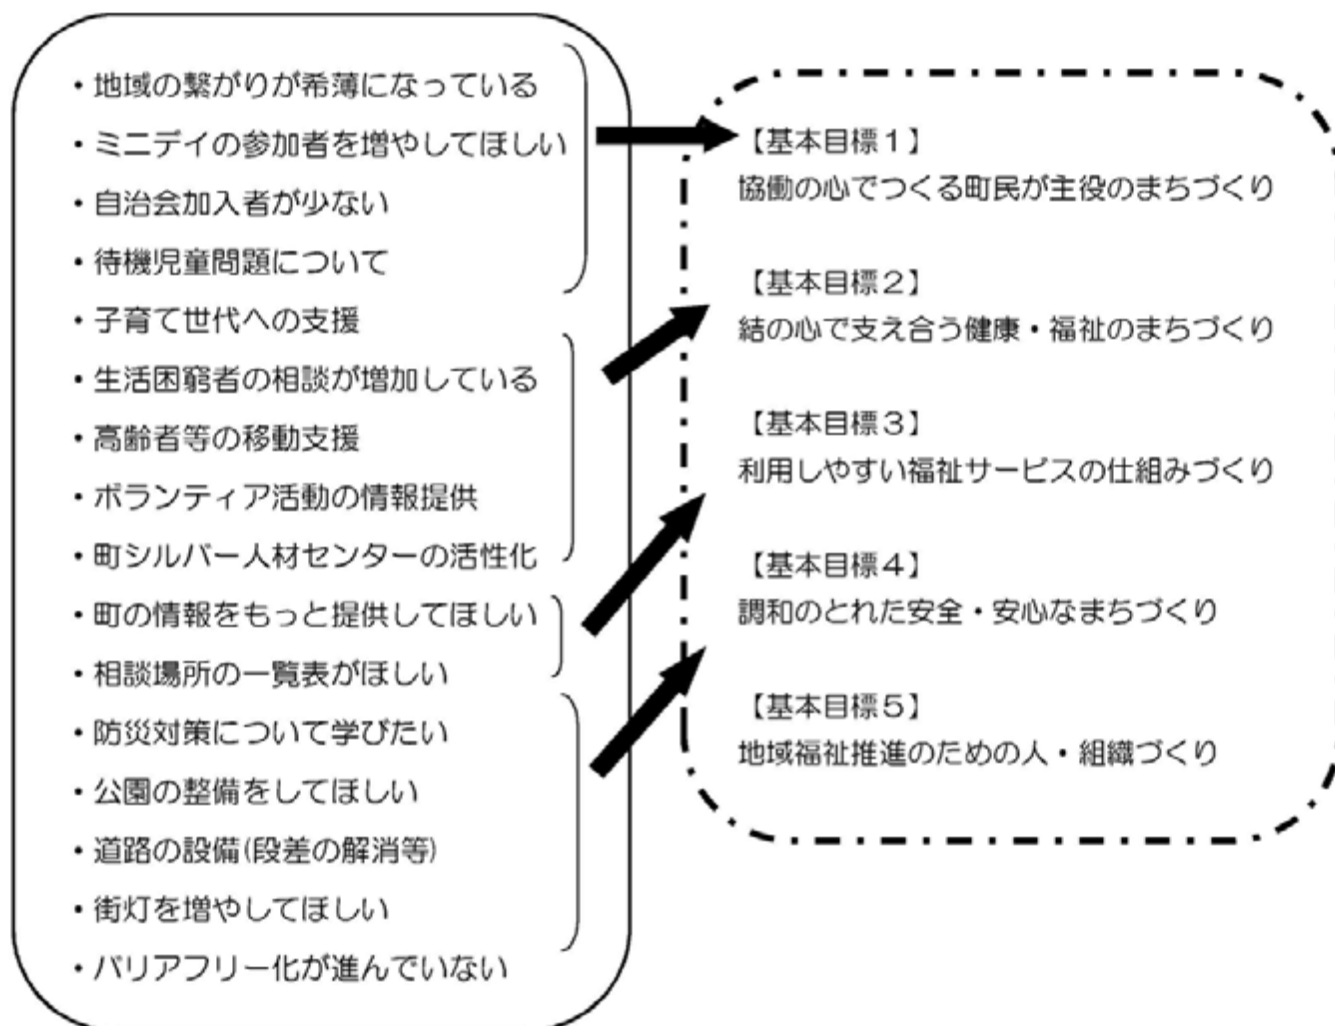 ・地域の繋がりが希薄になっている
・ミニデイの参加者を増やしてほしい
・自治会加入者が少ない
・待機児童問題について
・子育て世代への支援
・生活困窮者の相談が増加している
・高齢者等の移動支援
・ボランティア活動の情報提供
・町シルバー人材センターの活性化
・町の情報をもっと提供してほしい
・相談場所の一覧表がほしい
・防災対策について学びたい
・公園の整備をしてほしい
・道路の設備(段差の解消等)
・街灯を増やしてほしい
・バリアフリー化が進んでいない
【基本目標1】
協働の心でつくる町民が主役のまちづくり
【基本目標2】
結の心で支え合う健康・福祉のまちづくり
【基本目標3】
利用しやすい福祉サービスの仕組みづくり
【基本目標4】
調和のとれた安全・安心なまちづくり
【基本目標5】
地域福祉推進のための人・組織づくり